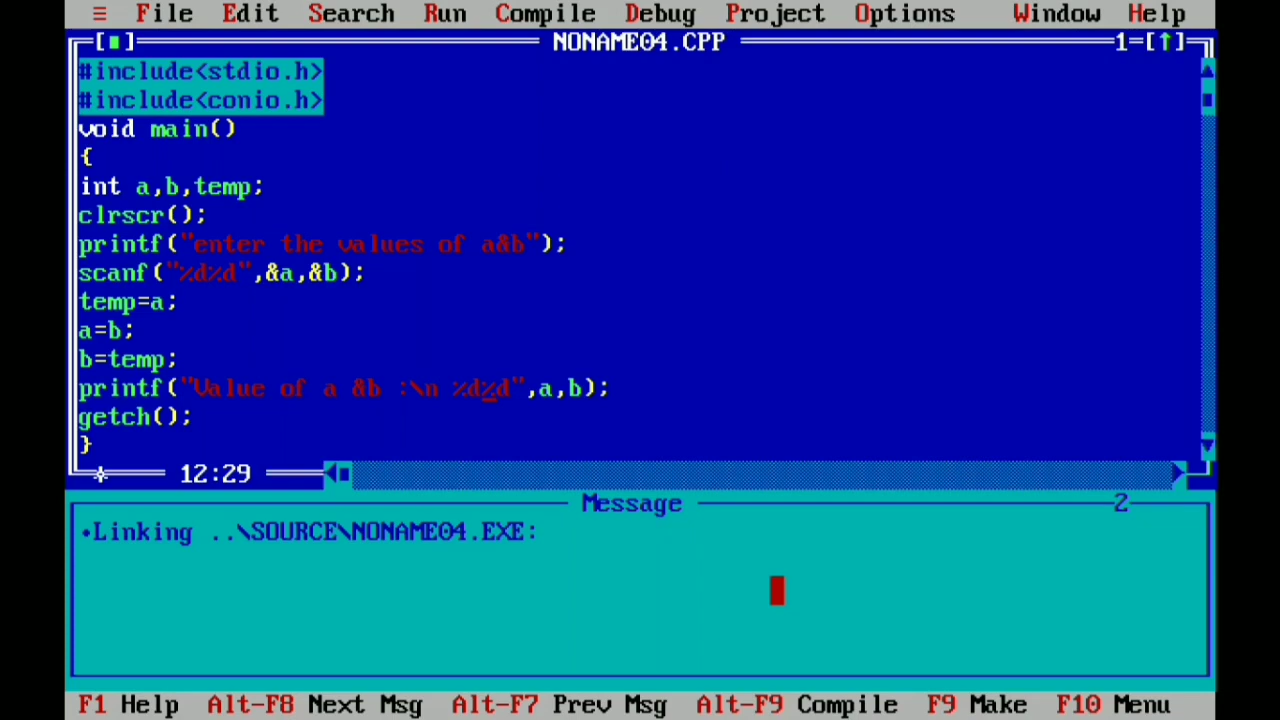 ≡ File Edit Search Run Compile Debug Project Options Window Help
[■] NONAME04.CPP 1=[↑]
#include<stdio.h>
#include<conio.h>
void main()
{
int a,b,temp;
clrscr();
printf("enter the values of a&b");
scanf("%d%d",&a,&b);
temp=a;
a=b;
b=temp;
printf("Value of a &b :\n %d%d",a,b);
getch();
}
12:29
Message 2
•Linking ..\SOURCE\NONAME04.EXE:
F1 Help Alt-F8 Next Msg Alt-F7 Prev Msg Alt-F9 Compile F9 Make F10 Menu